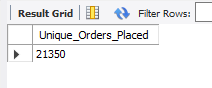 Result Grid Filter Rows:
Unique_Orders_Placed
21350